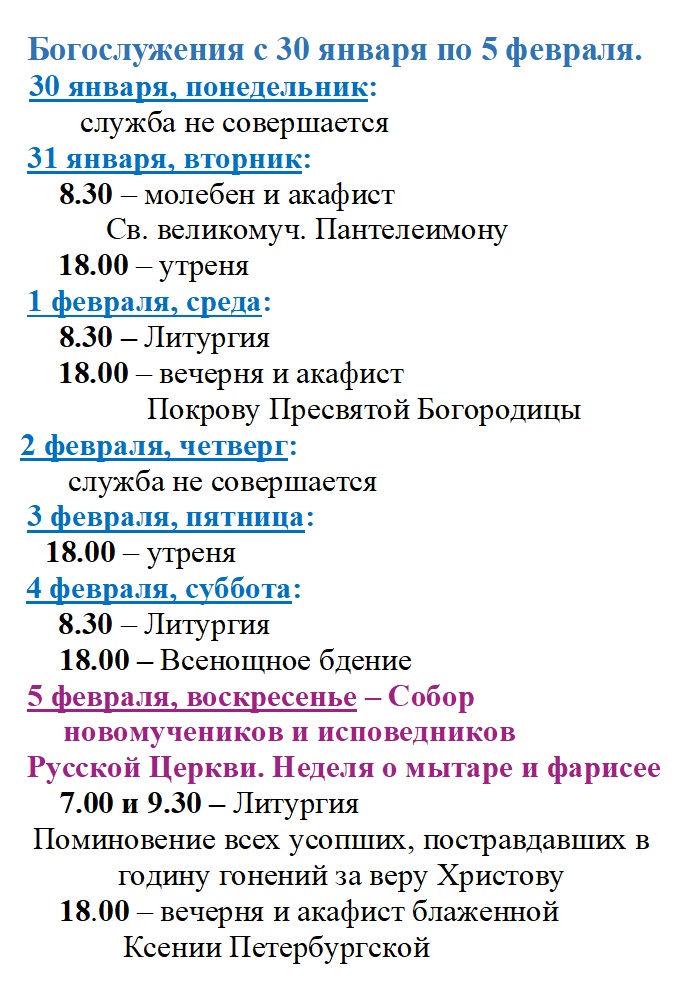 Богослужения с 30 января по 5 февраля.
30 января, понедельник:
служба не совершается
31 января, вторник:
8.30 – молебен и акафист
Св. великомуч. Пантелеимону
18.00 – утреня
1 февраля, среда:
8.30 – Литургия
18.00 – вечерня и акафист
Покрову Пресвятой Богородицы
2 февраля, четверг:
служба не совершается
3 февраля, пятница:
18.00 – утреня
4 февраля, суббота:
8.30 – Литургия
18.00 – Всенощное бдение
5 февраля, воскресенье – Собор
новомучеников и исповедников
Русской Церкви. Неделя о мытаре и фарисее
7.00 и 9.30 – Литургия
Поминовение всех усопших, постравдавших в
годину гонений за веру Христову
18.00 – вечерня и акафист блаженной
Ксении Петербургской